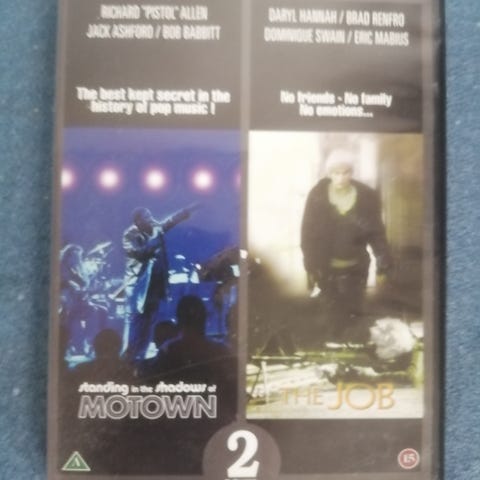 RICHARD "PISTOL" ALLEN
JACK ASHFORD / BOB BABBITT
The best kept secret in the
history of pop music !
standing in the shadows of
MOTOWN
DARYL HANNAH / BRAD RENFRO
DOMINIQUE SWAIN / ERIC MABIUS
No friends - No family
No emotions...
THE JOB
2
A
15